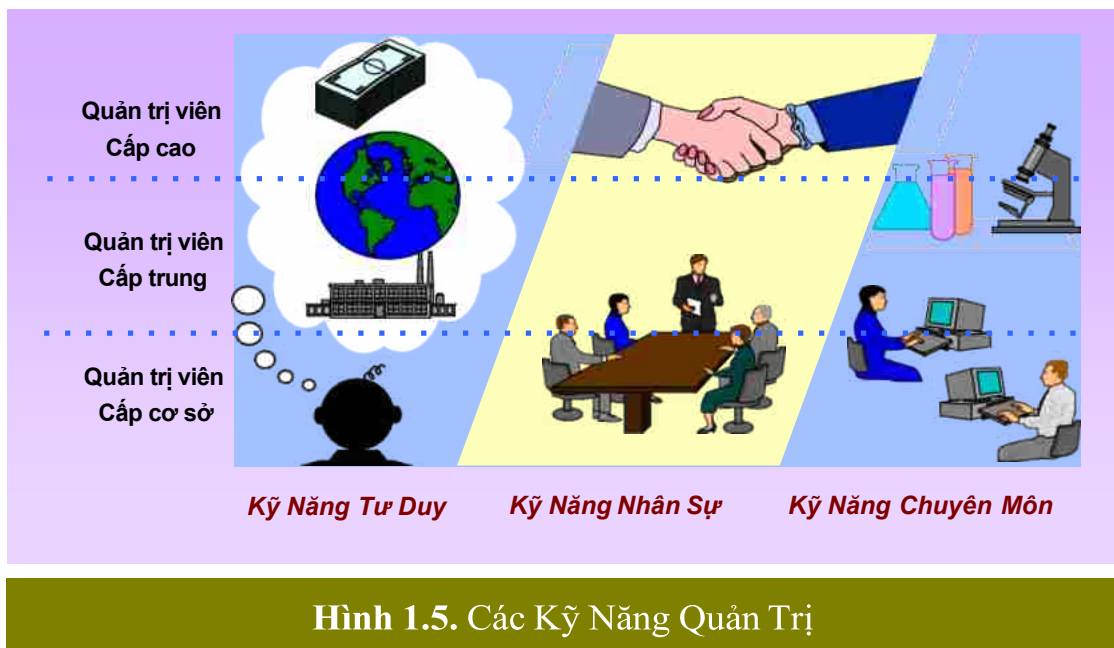 Quản trị viên
Cấp cao
Quản trị viên
Cấp trung
Quản trị viên
Cấp cơ sở
Kỹ Năng Tư Duy
Kỹ Năng Nhân Sự
Kỹ Năng Chuyên Môn
Hình 1.5. Các Kỹ Năng Quản Trị